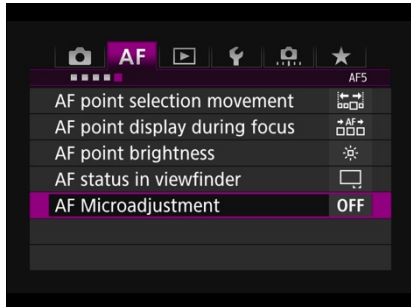 AF
AF5
AF point selection movement
AF point display during focus
AF
AF point brightness
AF status in viewfinder
AF Microadjustment OFF